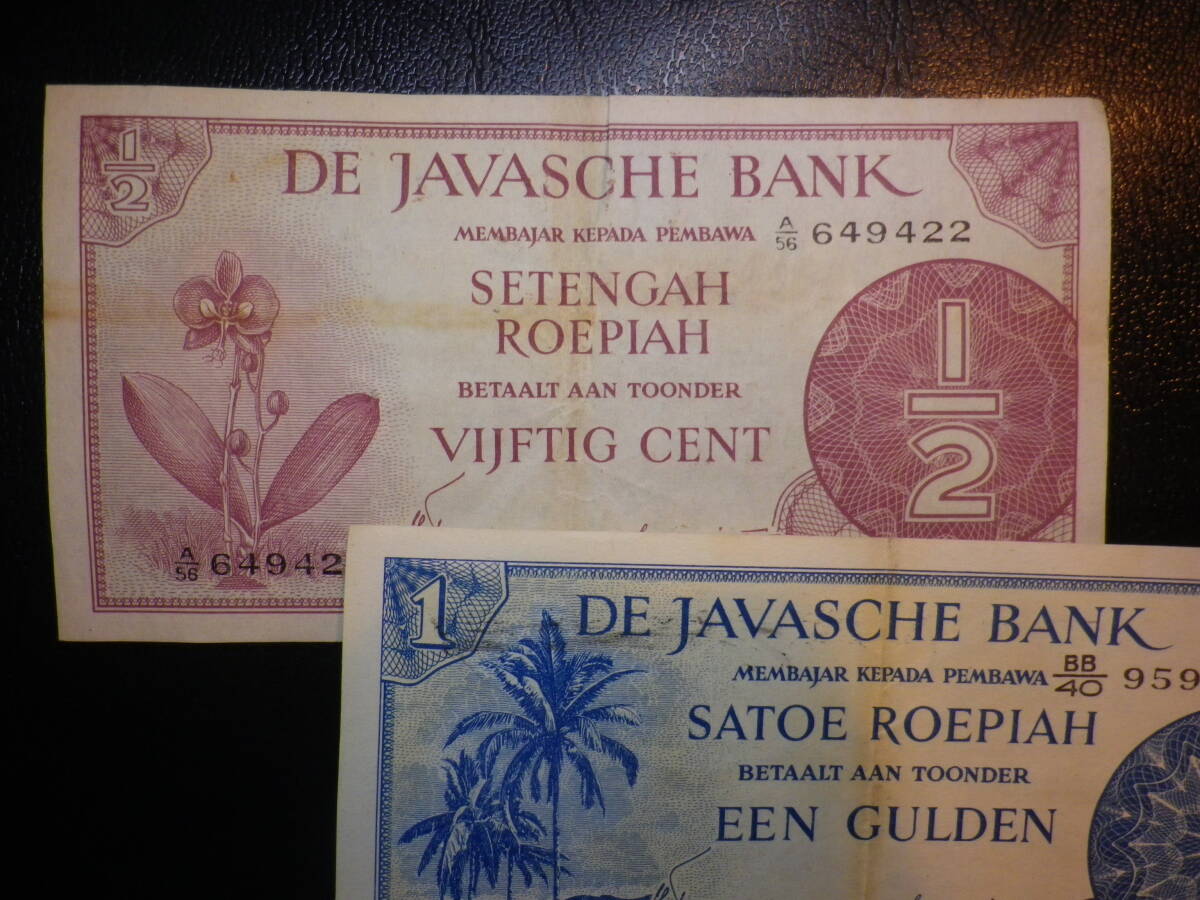 1/2
DE JAVASCHE BANK
MEMBAJAR KEPADA PEMBAWA A/56 649422
SETENGAH
ROEPIAH
BETAALT AAN TOONDER
VIJFTIG CENT
1/2
A/56 64942
1
DE JAVASCHE BANK
MEMBAJAR KEPADA PEMBAWA BB/40 959
SATOE ROEPIAH
BETAALT AAN TOONDER
EEN GULDEN